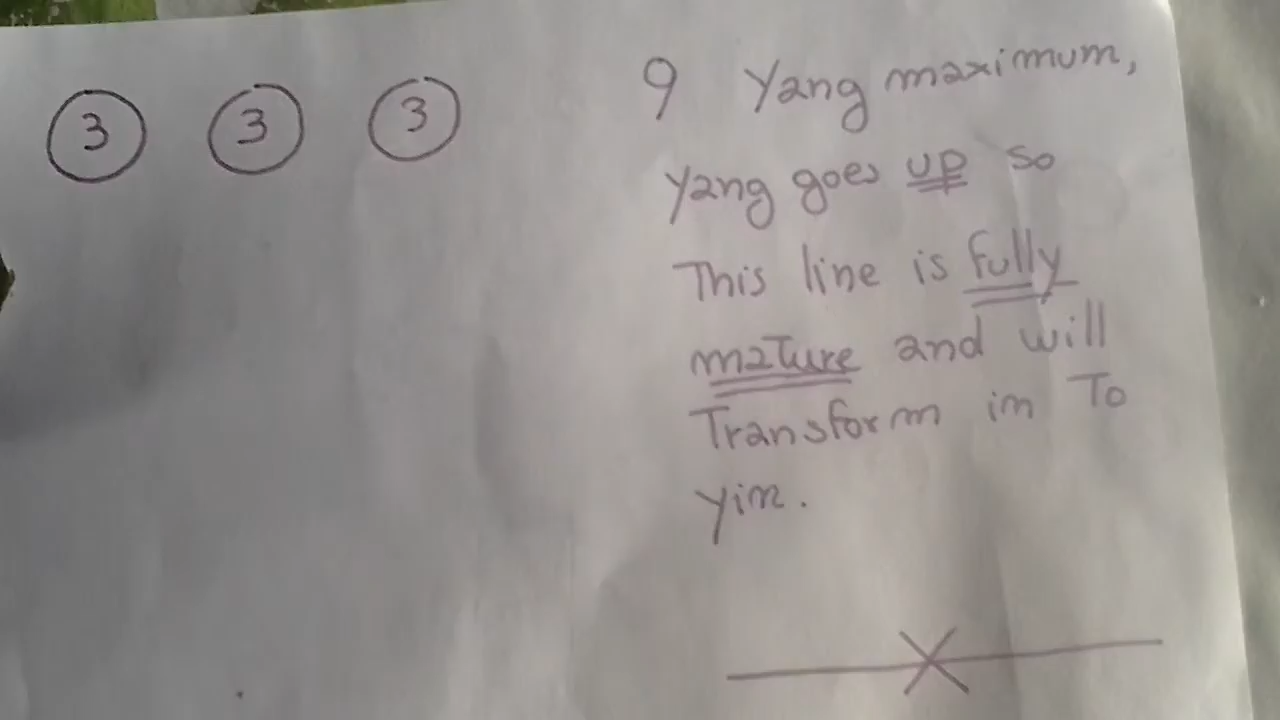 3 3 3
9 Yang maximum,
yang goes up so
This line is fully
mature and will
Transform in To
yin.